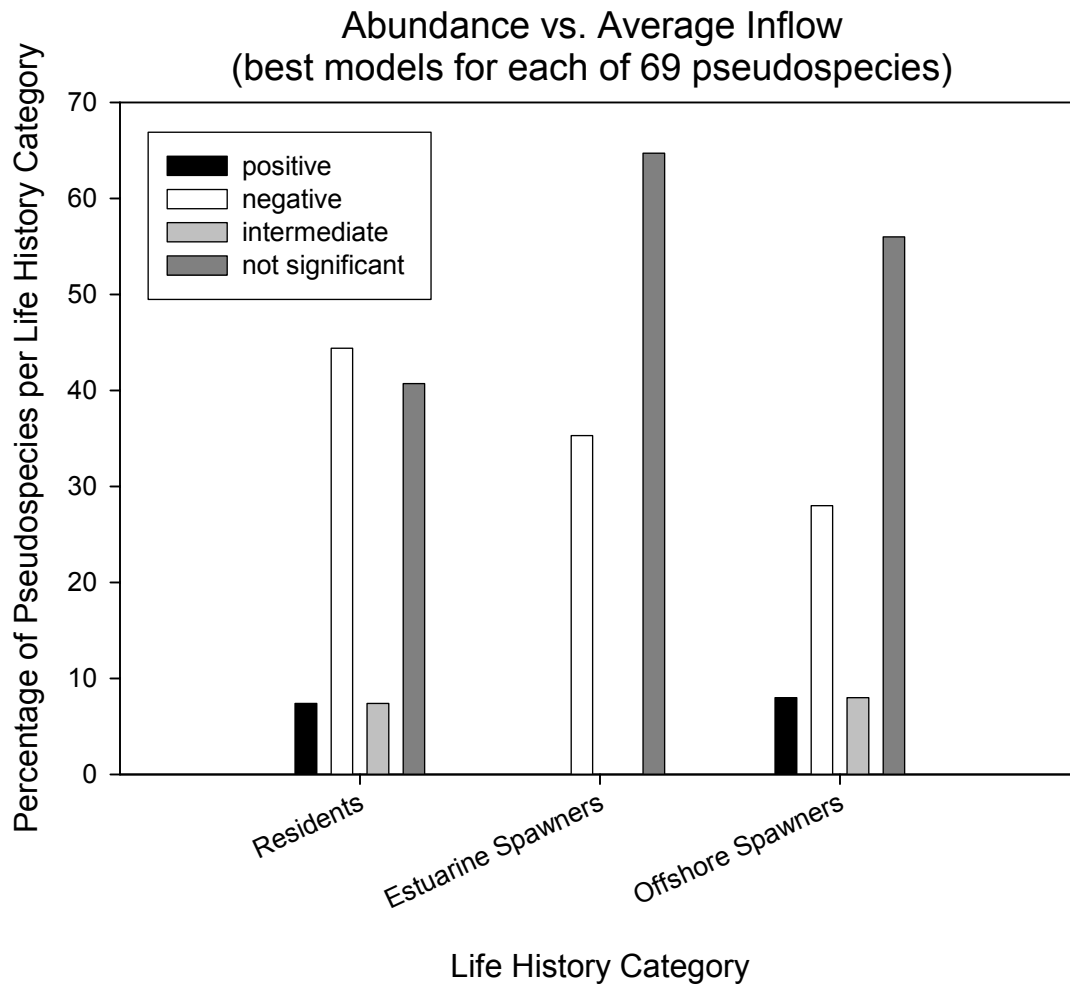 Abundance vs. Average Inflow
(best models for each of 69 pseudospecies)
Percentage of Pseudospecies per Life History Category
70
60
50
40
30
20
10
0
positive
negative
intermediate
not significant
Residents
Estuarine Spawners
Offshore Spawners
Life History Category